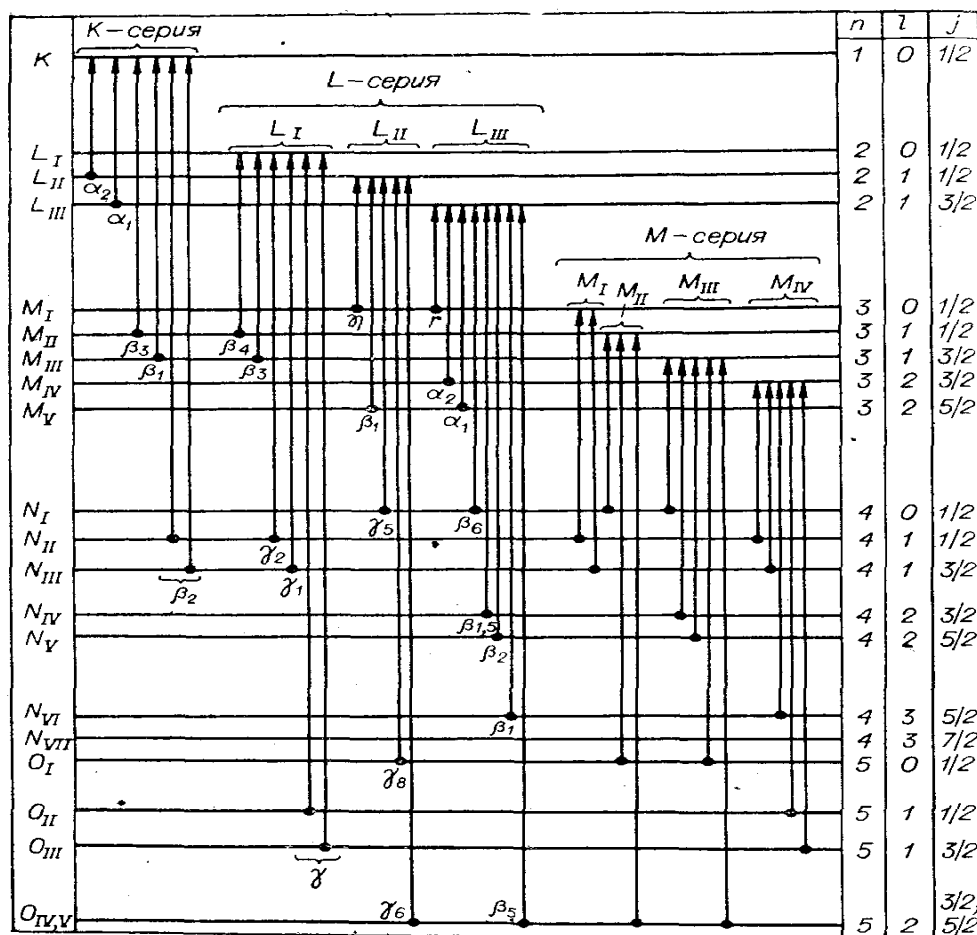 K–серия n l j
K 1 0 1/2
L–серия
L_I L_II L_III
L_I 2 0 1/2
L_II 2 1 1/2
α₂
L_III 2 1 3/2
α₁
M–серия
M_I M_II M_III M_IV
M_I 3 0 1/2
η r
M_II 3 1 1/2
β₃ β₄
M_III 3 1 3/2
β₁ β₃
M_IV 3 2 3/2
α₂
M_V 3 2 5/2
β₁ α₁
N_I 4 0 1/2
γ₅ β₆
N_II 4 1 1/2
γ₂
N_III 4 1 3/2
β₂ γ₁
N_IV 4 2 3/2
β₁,₅
N_V 4 2 5/2
β₂
N_VI 4 3 5/2
β₁
N_VII 4 3 7/2
O_I 5 0 1/2
γ₈
O_II 5 1 1/2
O_III 5 1 3/2
γ
γ₆ β₅ 3/2,
O_IV,V 5 2 5/2